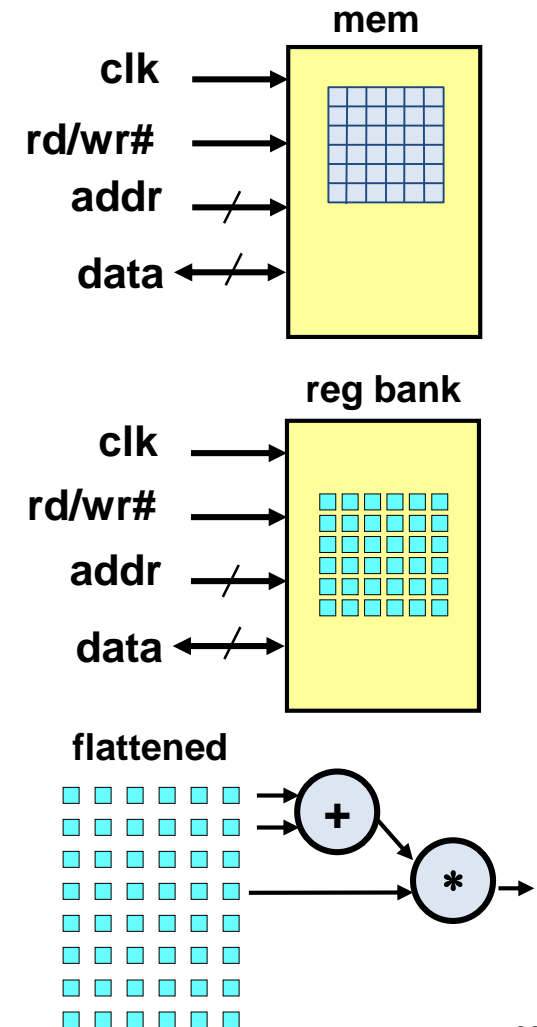 mem
clk
rd/wr#
addr
data
reg bank
clk
rd/wr#
addr
data
flattened
+
*